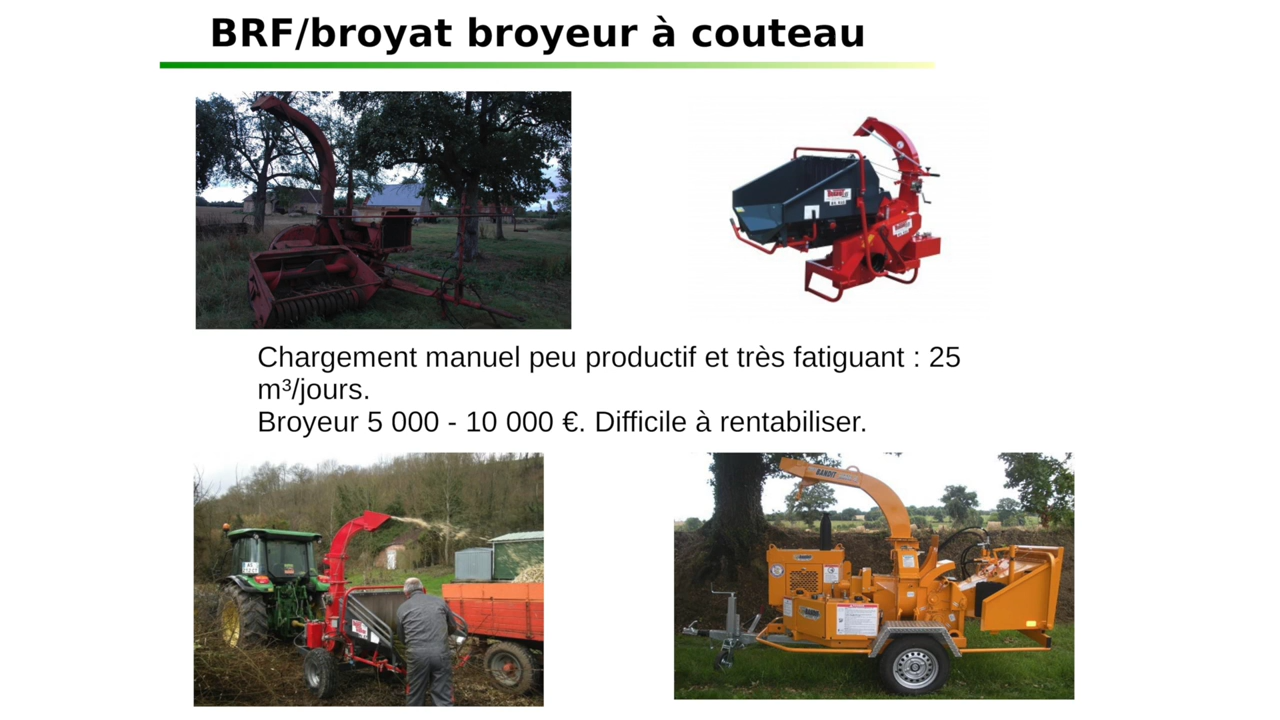 BRF/broyat broyeur à couteau
Chargement manuel peu productif et très fatiguant : 25
m³/jours.
Broyeur 5 000 - 10 000 €. Difficile à rentabiliser.
BANDIT